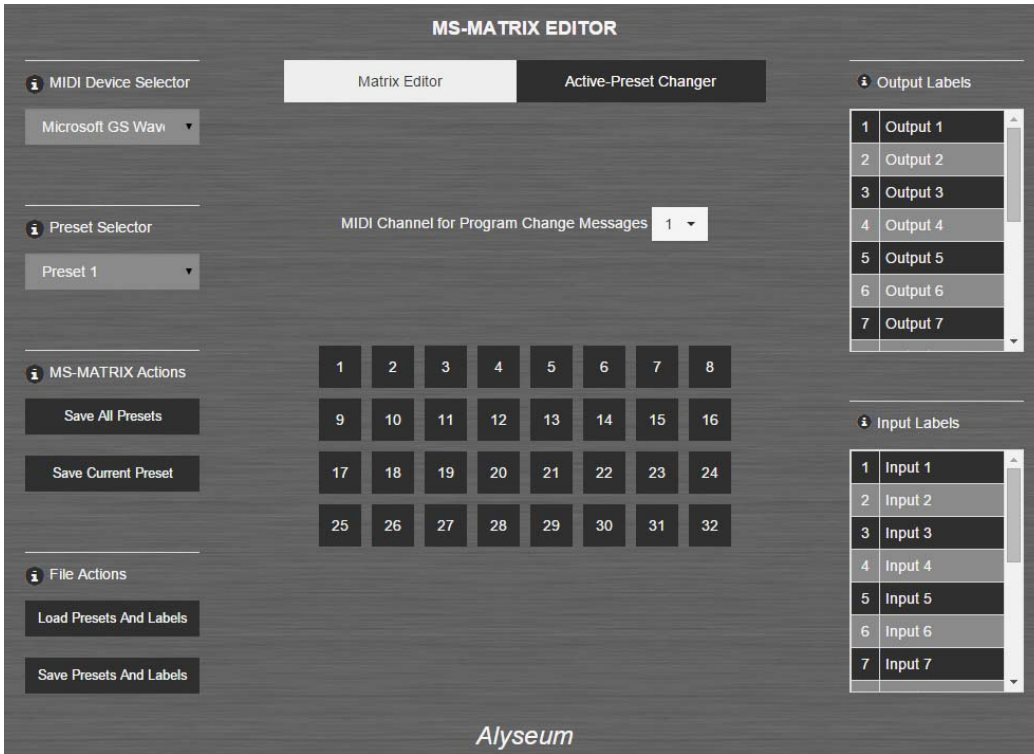 MS-MATRIX EDITOR
MIDI Device Selector
Microsoft GS Wav
Preset Selector
Preset 1
MS-MATRIX Actions
Save All Presets
Save Current Preset
File Actions
Load Presets And Labels
Save Presets And Labels
Matrix Editor
Active-Preset Changer
MIDI Channel for Program Change Messages 1
1 2 3 4 5 6 7 8
9 10 11 12 13 14 15 16
17 18 19 20 21 22 23 24
25 26 27 28 29 30 31 32
Output Labels
1 Output 1
2 Output 2
3 Output 3
4 Output 4
5 Output 5
6 Output 6
7 Output 7
Input Labels
1 Input 1
2 Input 2
3 Input 3
4 Input 4
5 Input 5
6 Input 6
7 Input 7
Alyseum